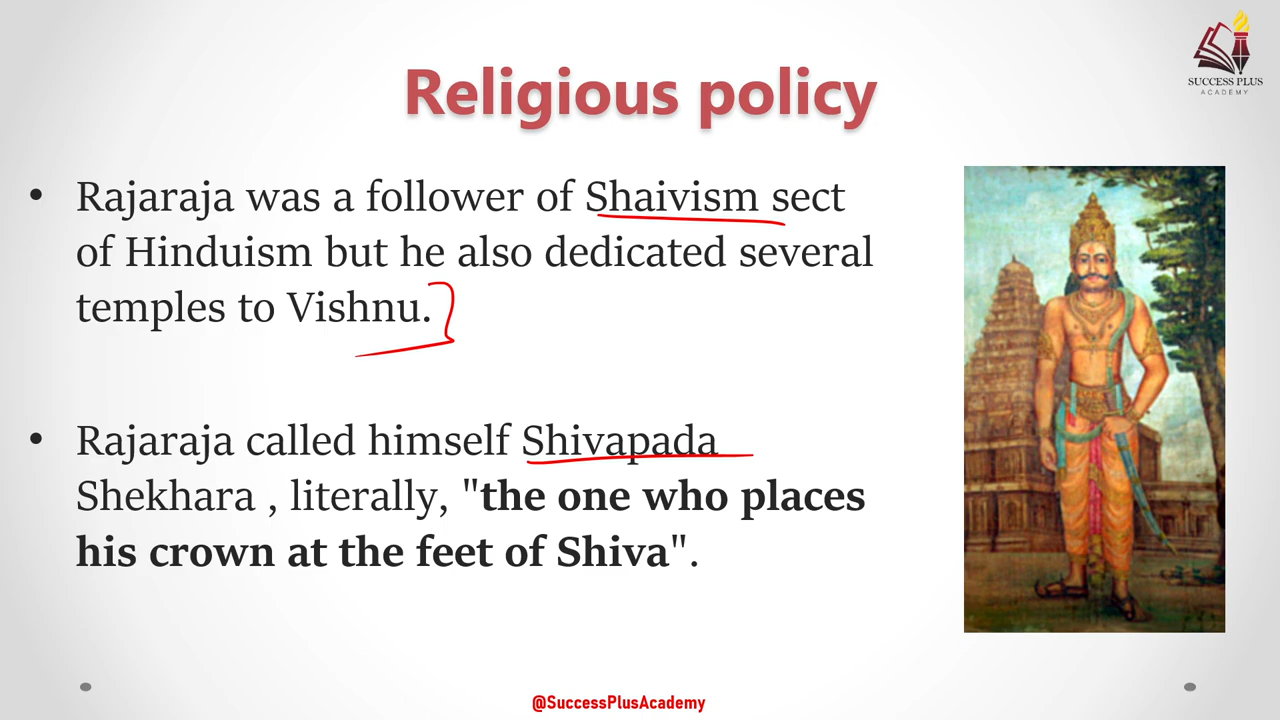 SUCCESS PLUS
ACADEMY
Religious policy
• Rajaraja was a follower of Shaivism sect
of Hinduism but he also dedicated several
temples to Vishnu.
• Rajaraja called himself Shivapada
Shekhara , literally, "the one who places
his crown at the feet of Shiva".
@SuccessPlusAcademy